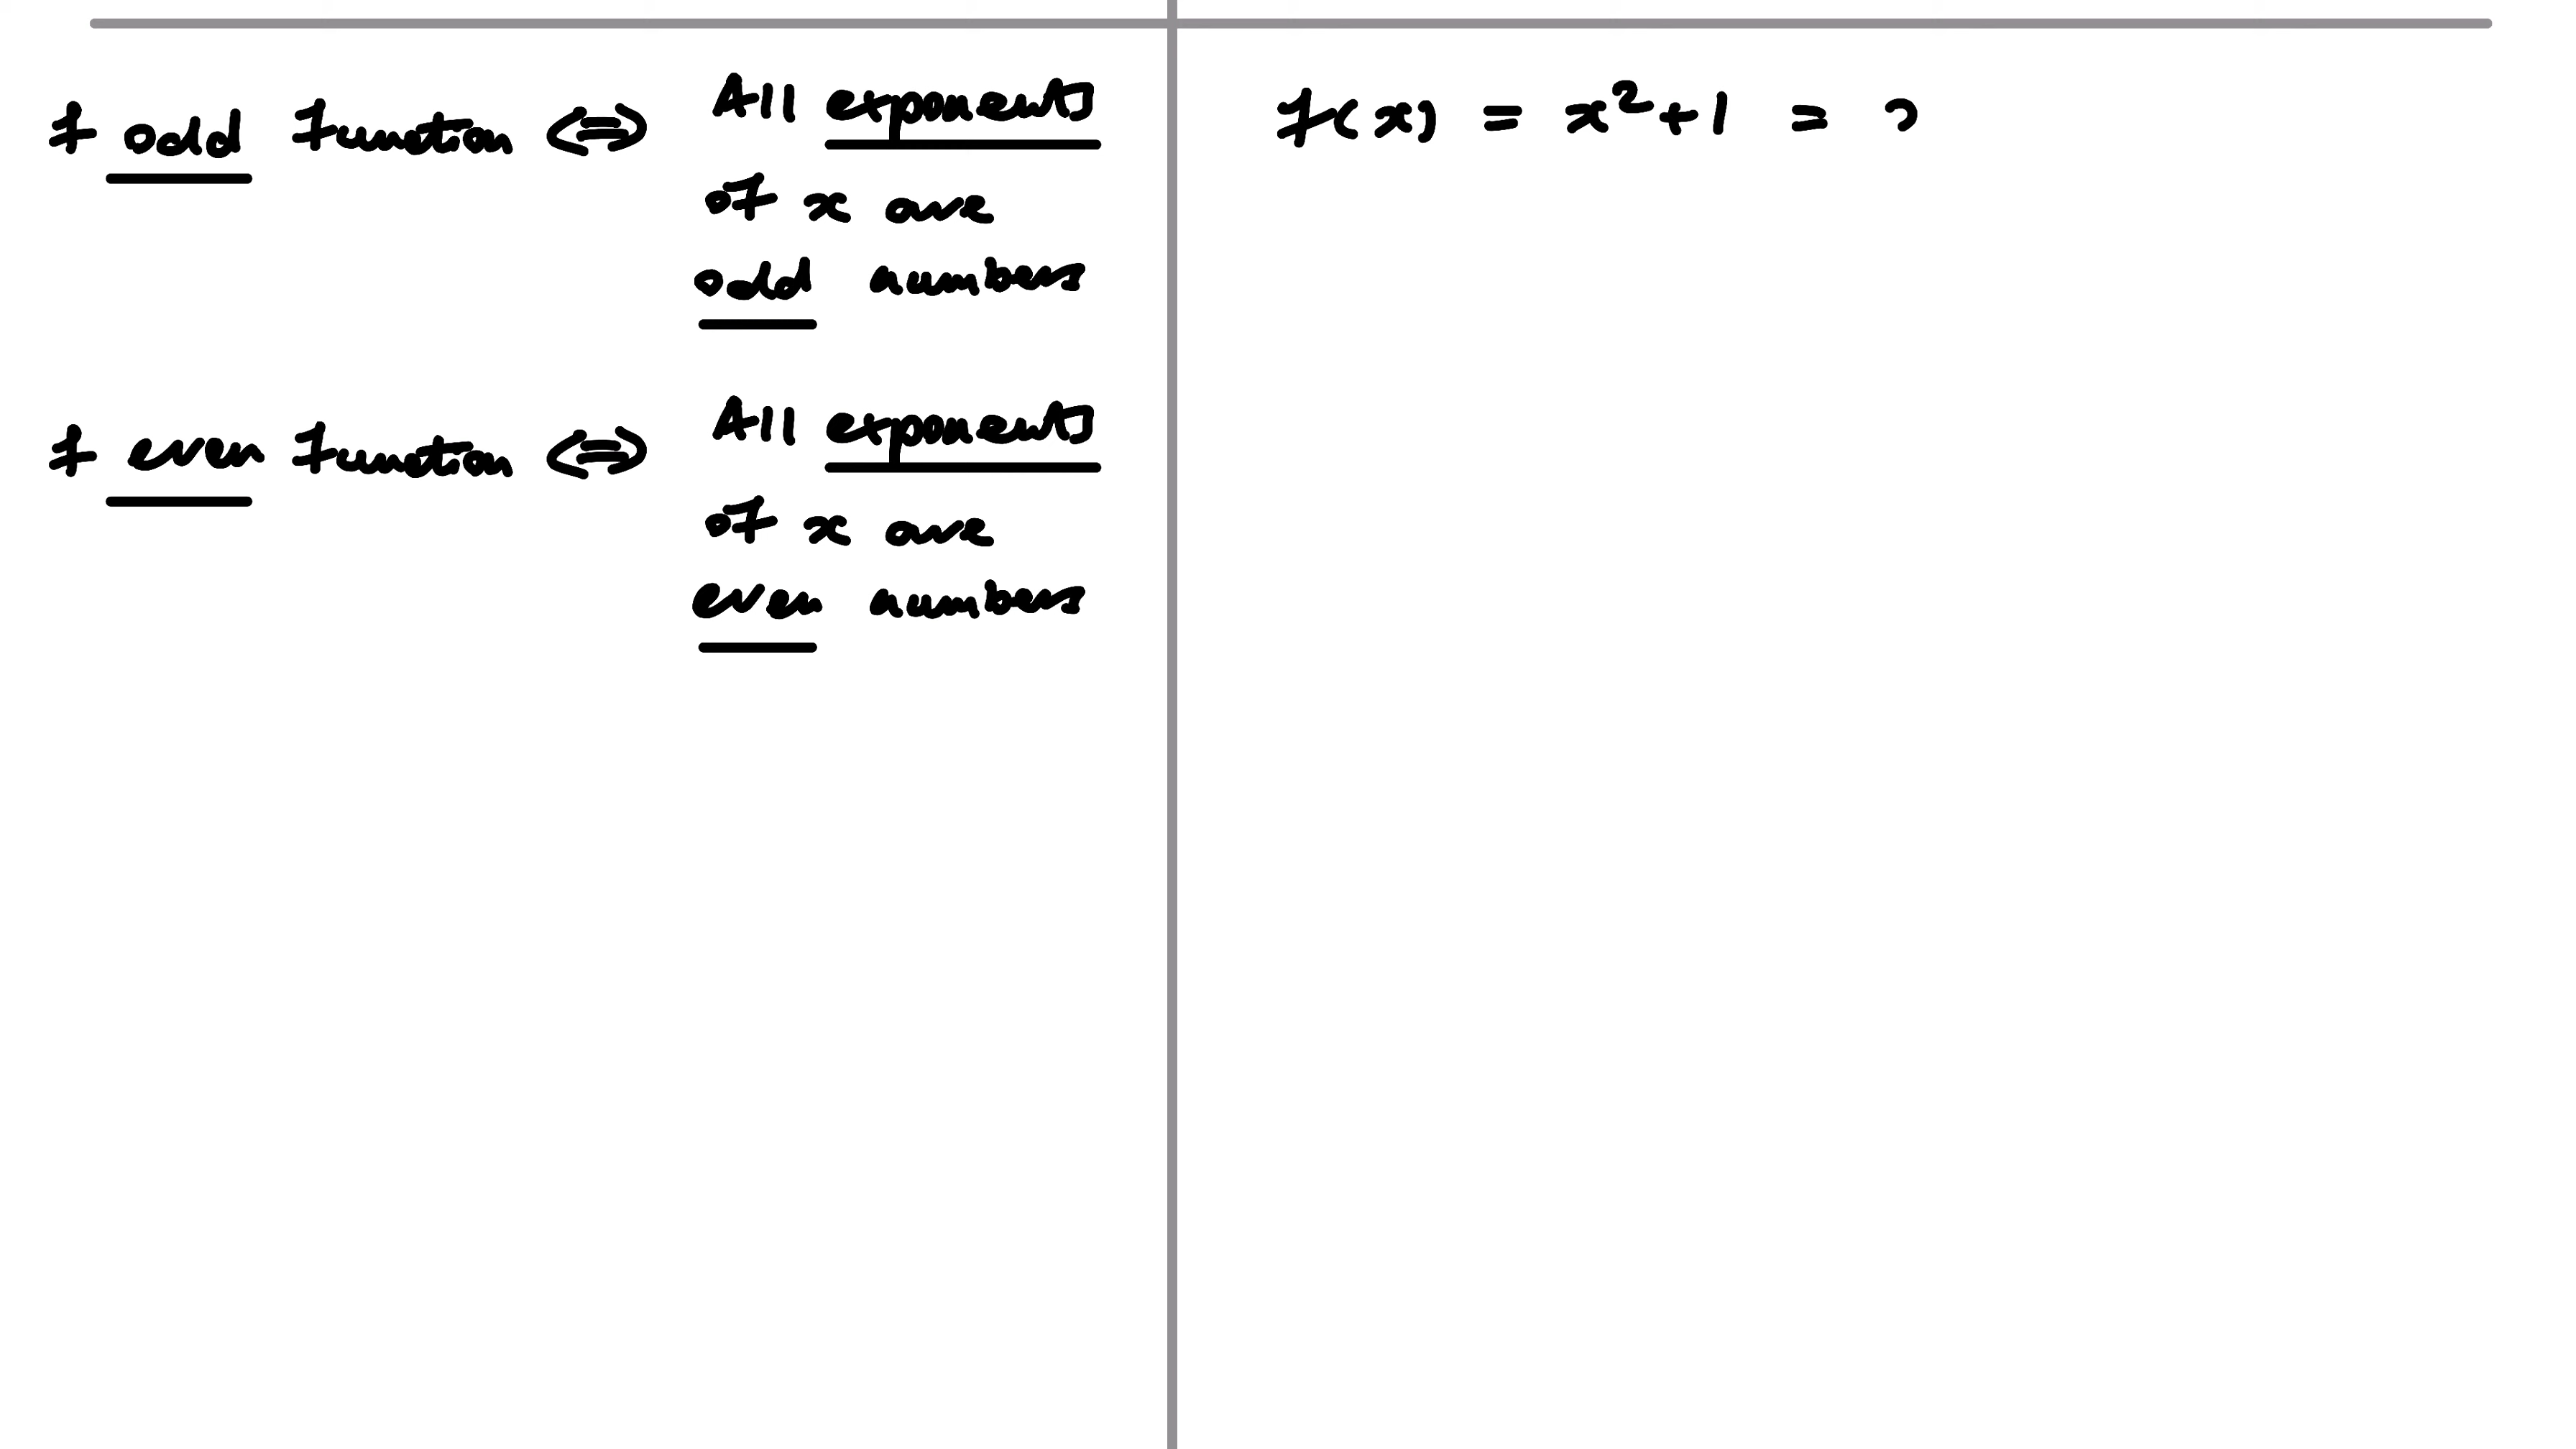 f odd function <=> All exponents
of x are
odd numbers
f even function <=> All exponents
of x are
even numbers
f(x) = x²+1 =